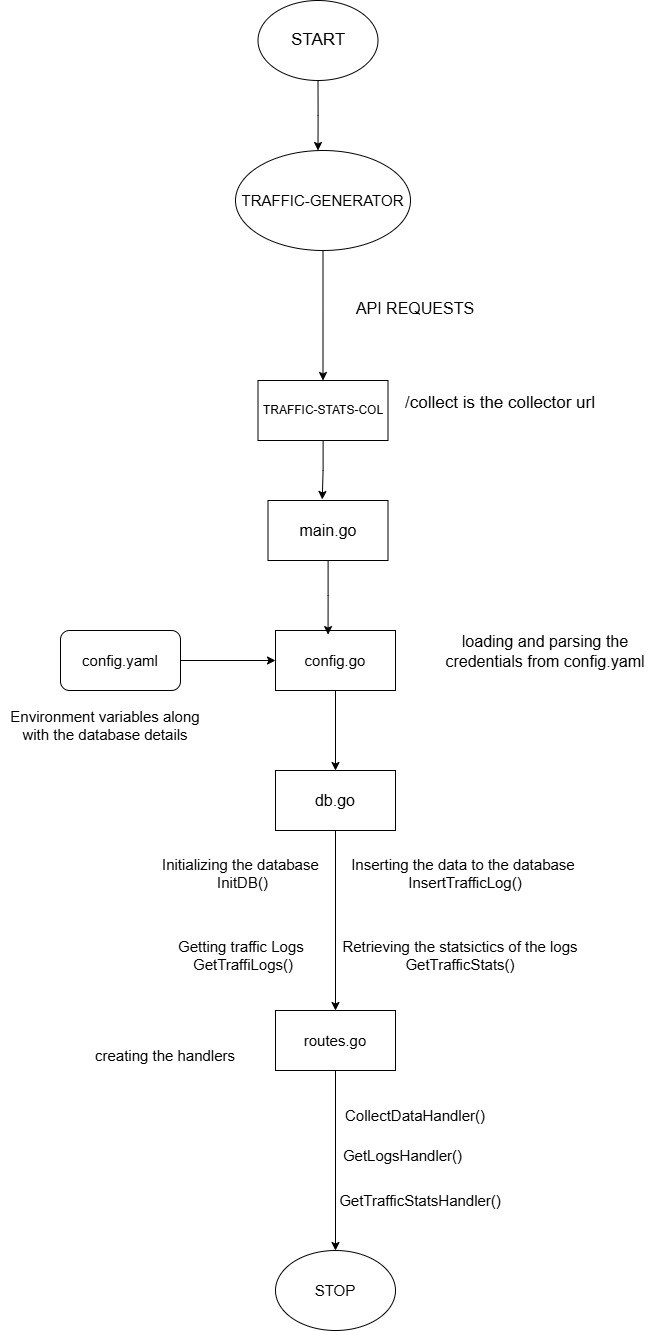 START
TRAFFIC-GENERATOR
API REQUESTS
TRAFFIC-STATS-COL
/collect is the collector url
main.go
config.yaml
config.go
loading and parsing the
credentials from config.yaml
Environment variables along
with the database details
db.go
Initializing the database
InitDB()
Inserting the data to the database
InsertTrafficLog()
Getting traffic Logs
GetTraffiLogs()
Retrieving the statsictics of the logs
GetTrafficStats()
routes.go
creating the handlers
CollectDataHandler()
GetLogsHandler()
GetTrafficStatsHandler()
STOP